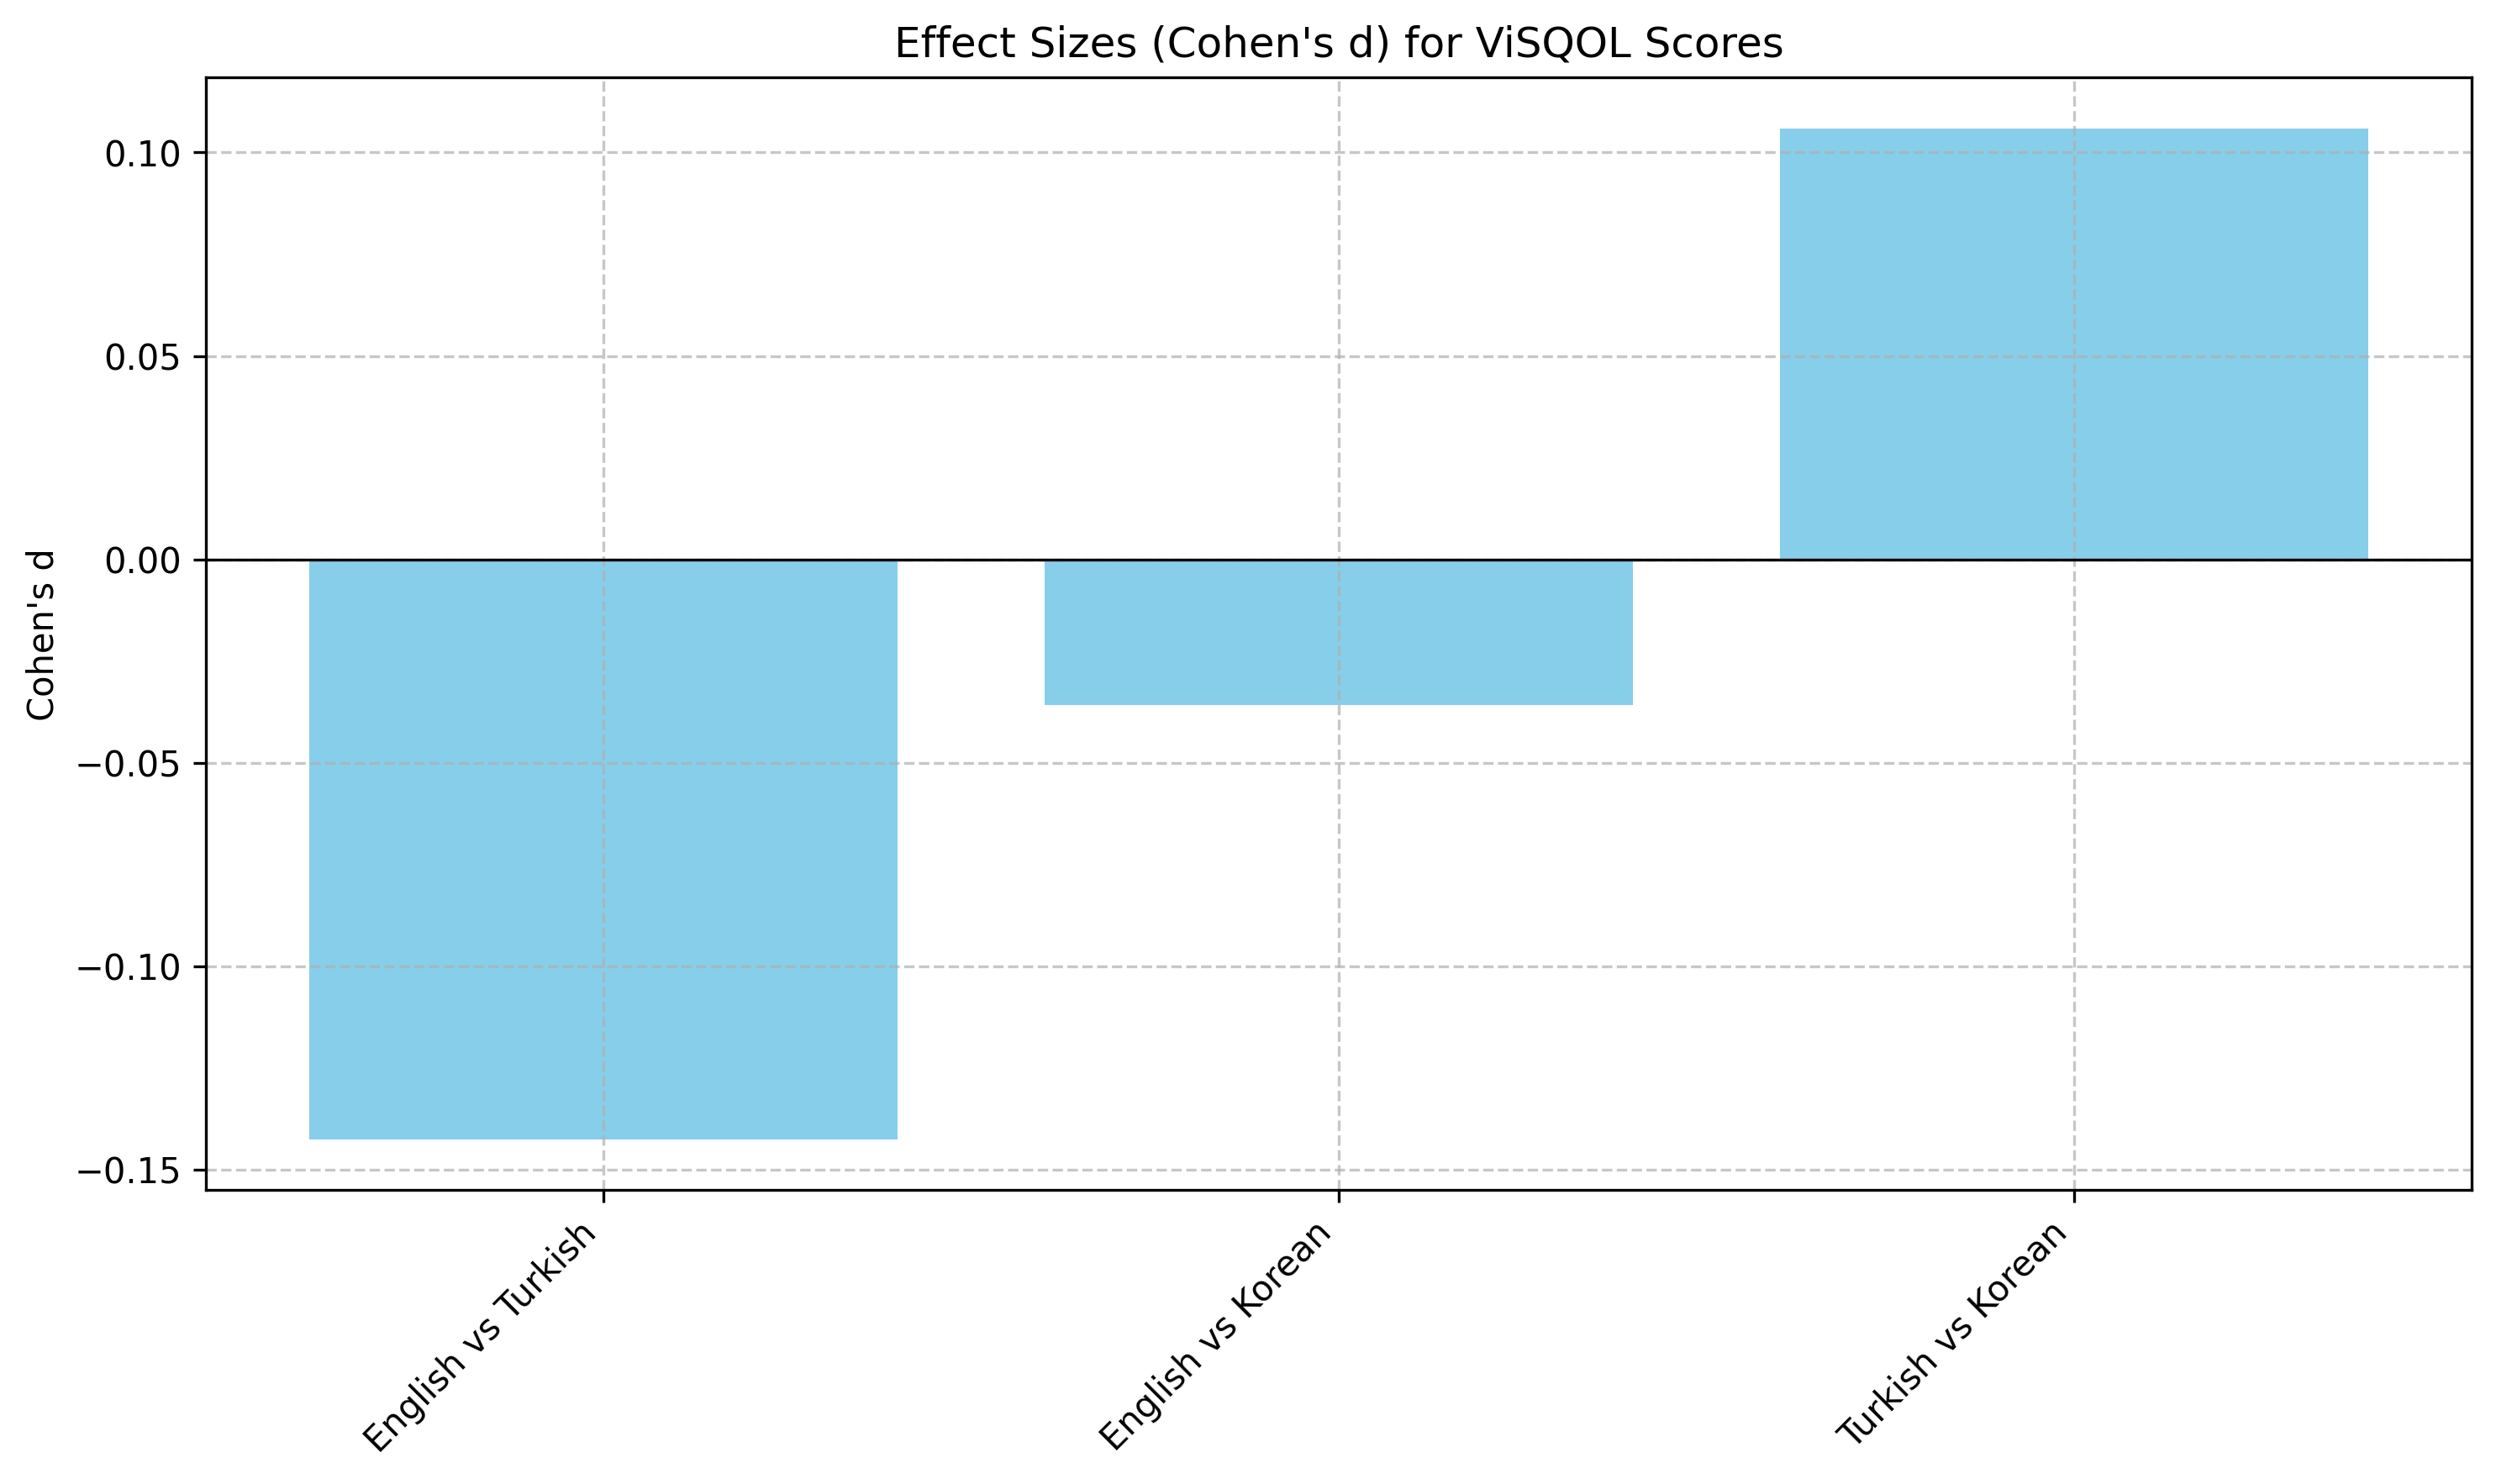 Effect Sizes (Cohen's d) for ViSQOL Scores
Cohen's d
0.10
0.05
0.00
−0.05
−0.10
−0.15
English vs Turkish
English vs Korean
Turkish vs Korean